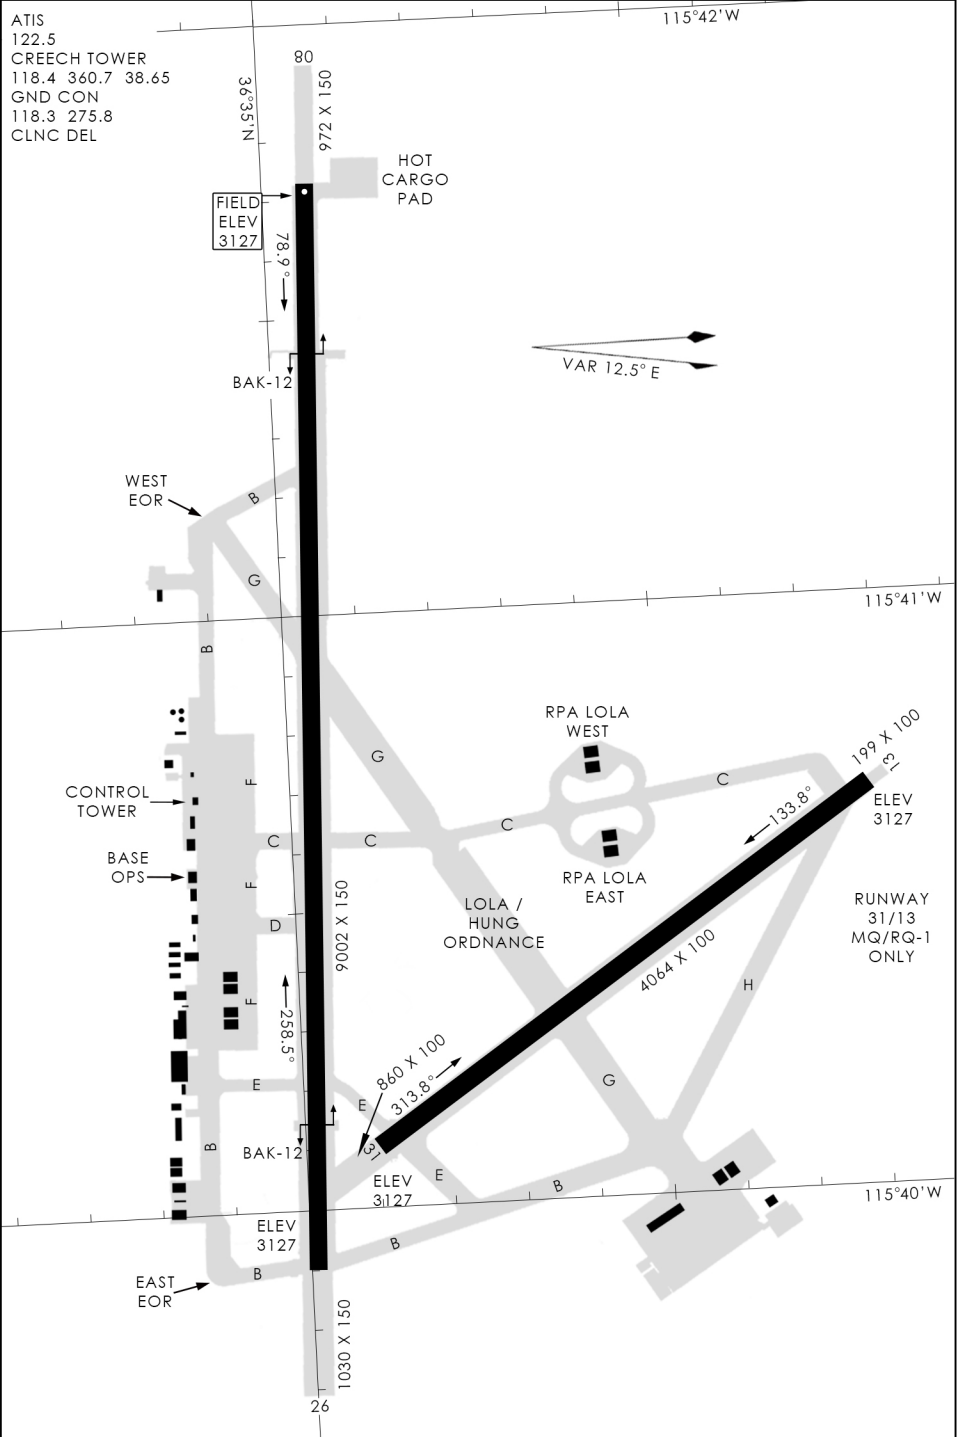 ATIS
122.5
CREECH TOWER
118.4 360.7 38.65
GND CON
118.3 275.8
CLNC DEL
115°42'W
36°35'N
08
972 X 150
HOT
CARGO
PAD
FIELD
ELEV
3127
78.9°
VAR 12.5° E
BAK-12
WEST
EOR
B
G
115°41'W
B
RPA LOLA
WEST
199 X 100
13
G
F
C
CONTROL
TOWER
133.8°
ELEV
3127
C
C
C
BASE
OPS
F
RPA LOLA
EAST
9002 X 150
LOLA /
HUNG
ORDNANCE
RUNWAY
31/13
MQ/RQ-1
ONLY
D
4064 X 100
F
H
258.5°
860 X 100
313.8°
E
E
G
B
31
BAK-12
ELEV
3127
E
B
115°40'W
ELEV
3127
B
B
EAST
EOR
1030 X 150
26